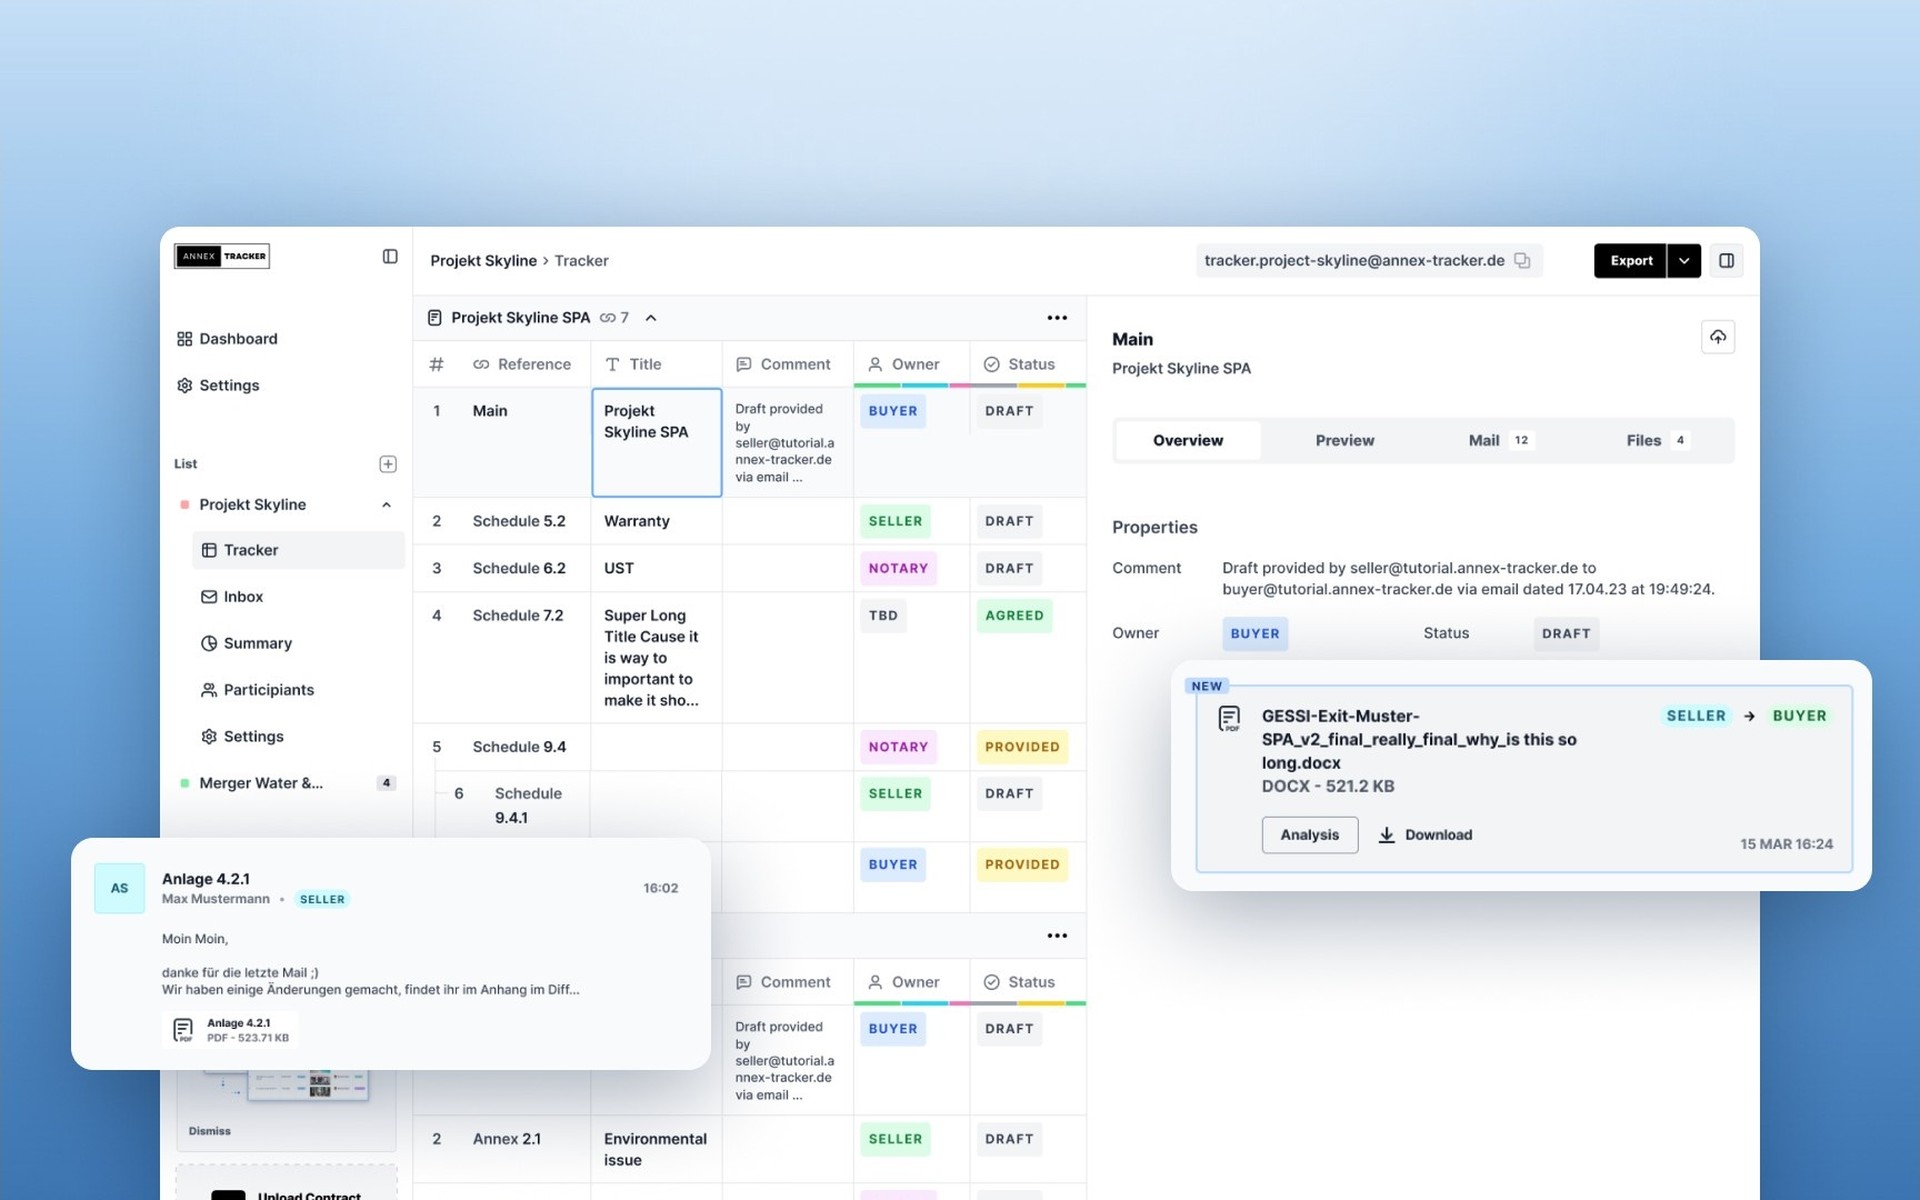 ANNEX TRACKER
Projekt Skyline › Tracker
tracker.project-skyline@annex-tracker.de
Export
Dashboard
Settings
List
Projekt Skyline
Tracker
Inbox
Summary
Participants
Settings
Merger Water &...
4
Projekt Skyline SPA 7
# Reference Title Comment Owner Status
1 Main
Projekt
Skyline SPA
Draft provided
by
seller@tutorial.a
nnex-tracker.de
via email ...
BUYER DRAFT
2 Schedule 5.2 Warranty SELLER DRAFT
3 Schedule 6.2 UST NOTARY DRAFT
4 Schedule 7.2
Super Long
Title Cause it
is way to
important to
make it sho...
TBD AGREED
5 Schedule 9.4 NOTARY PROVIDED
6 Schedule
9.4.1
SELLER DRAFT
BUYER PROVIDED
Comment Owner Status
Draft provided
by
seller@tutorial.a
nnex-tracker.de
via email ...
BUYER DRAFT
2 Annex 2.1
Environmental
issue
SELLER DRAFT
Main
Projekt Skyline SPA
Overview Preview Mail 12 Files 4
Properties
Comment
Draft provided by seller@tutorial.annex-tracker.de to
buyer@tutorial.annex-tracker.de via email dated 17.04.23 at 19:49:24.
Owner BUYER Status DRAFT
NEW
PDF
GESSI-Exit-Muster-
SPA_v2_final_really_final_why_is this so
long.docx
DOCX - 521.2 KB
SELLER → BUYER
Analysis Download
15 MAR 16:24
AS
Anlage 4.2.1
Max Mustermann • SELLER
16:02
Moin Moin,
danke für die letzte Mail ;)
Wir haben einige Änderungen gemacht, findet ihr im Anhang im Diff...
PDF
Anlage 4.2.1
PDF - 523.71 KB
Dismiss
Upload Contract